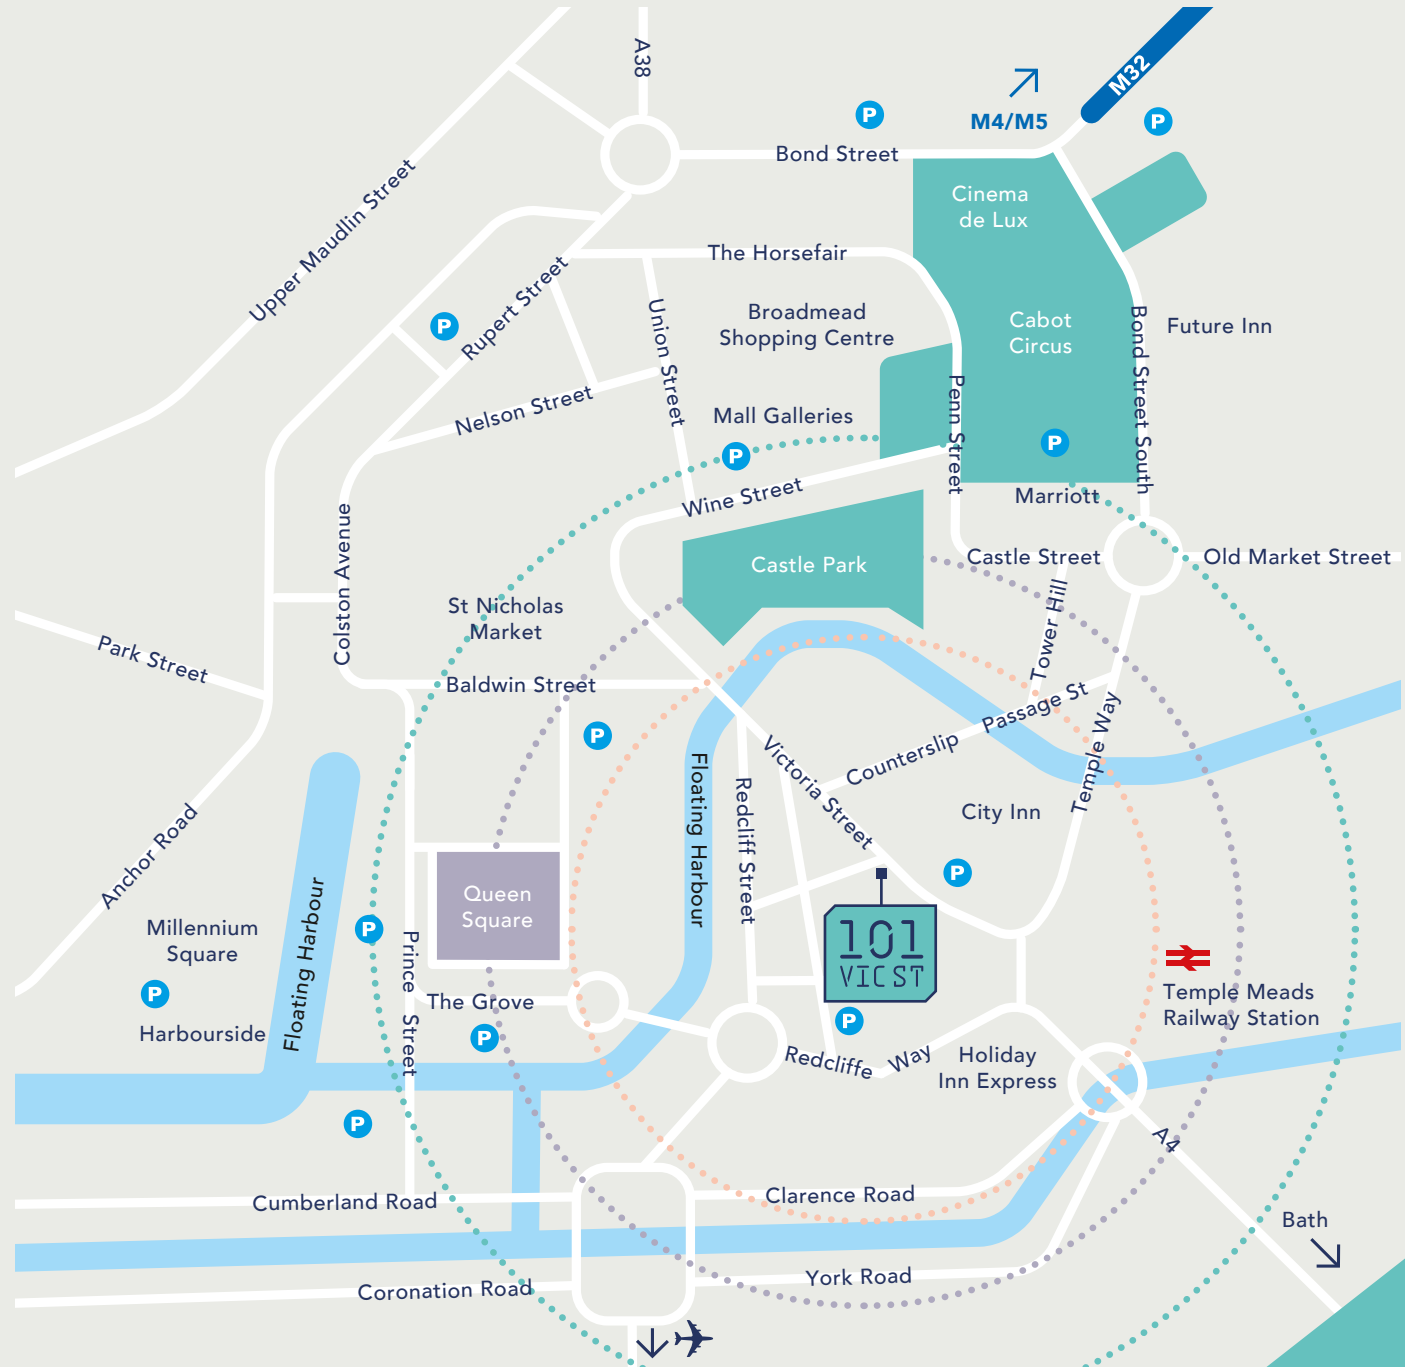 A38
M32
P
M4/M5
P
Bond Street
Cinema
de Lux
Upper Maudlin Street
The Horsefair
Rupert Street
P
Union Street
Broadmead
Shopping Centre
Cabot
Circus
Bond Street South
Future Inn
Nelson Street
Mall Galleries
Penn Street
P
P
Wine Street
Marriott
Colston Avenue
Castle Park
Castle Street
Old Market Street
St Nicholas
Market
Tower Hill
Park Street
Baldwin Street
Passage St
P
Floating Harbour
Redcliff Street
Victoria Street
Counterslip
Temple Way
City Inn
Anchor Road
P
Queen
Square
Millennium
Square
P
Floating Harbour
Prince Street
101
VICST
P
Harbourside
The Grove
P
P
Temple Meads
Railway Station
Redcliffe Way
Holiday
Inn Express
P
A4
Cumberland Road
Clarence Road
Bath
Coronation Road
York Road